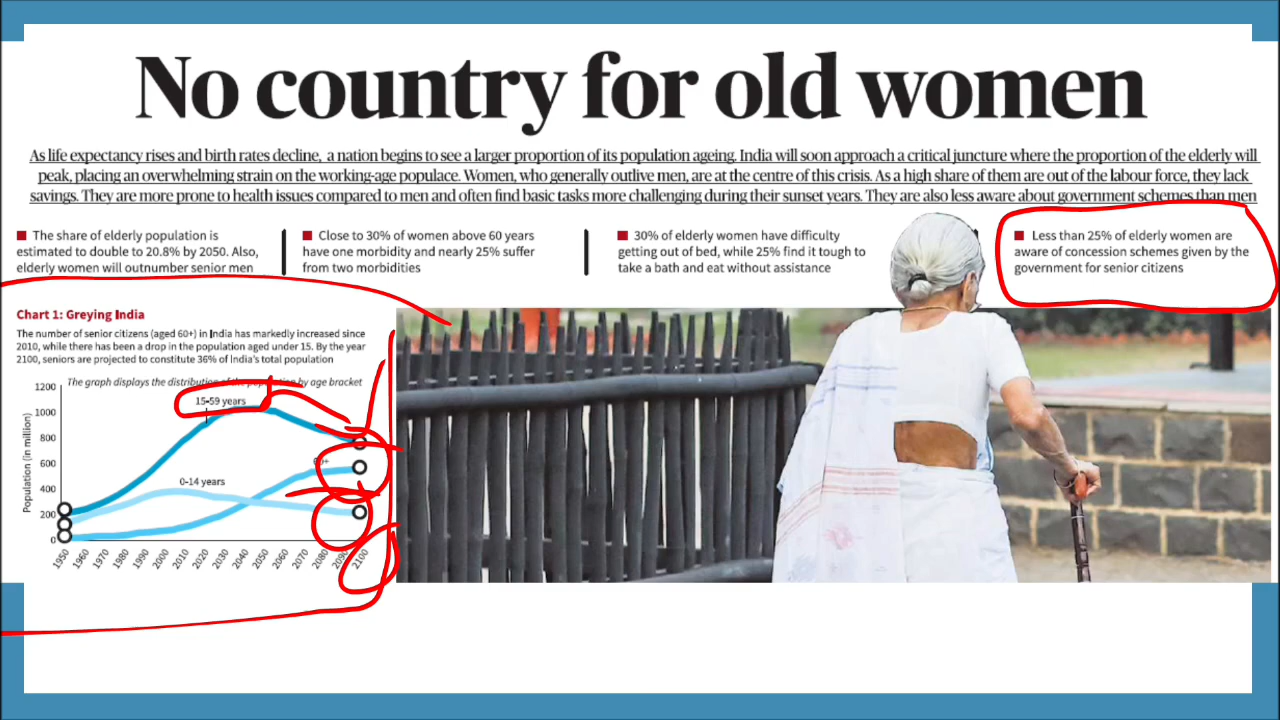 No country for old women
As life expectancy rises and birth rates decline, a nation begins to see a larger proportion of its population ageing. India will soon approach a critical juncture where the proportion of the elderly will
peak, placing an overwhelming strain on the working-age populace. Women, who generally outlive men, are at the centre of this crisis. As a high share of them are out of the labour force, they lack
savings. They are more prone to health issues compared to men and often find basic tasks more challenging during their sunset years. They are also less aware about government schemes than men
The share of elderly population is
estimated to double to 20.8% by 2050. Also,
elderly women will outnumber senior men
Close to 30% of women above 60 years
have one morbidity and nearly 25% suffer
from two morbidities
30% of elderly women have difficulty
getting out of bed, while 25% find it tough to
take a bath and eat without assistance
Less than 25% of elderly women are
aware of concession schemes given by the
government for senior citizens
Chart 1: Greying India
The number of senior citizens (aged 60+) in India has markedly increased since
2010, while there has been a drop in the population aged under 15. By the year
2100, seniors are projected to constitute 36% of India's total population
The graph displays the distribution of the population by age bracket
Population (in million)
1200
1000
800
600
400
200
0
15-59 years
0-14 years
1950
1960
1970
1980
1990
2000
2010
2020
2030
2040
2050
2060
2070
2080
2090
2100